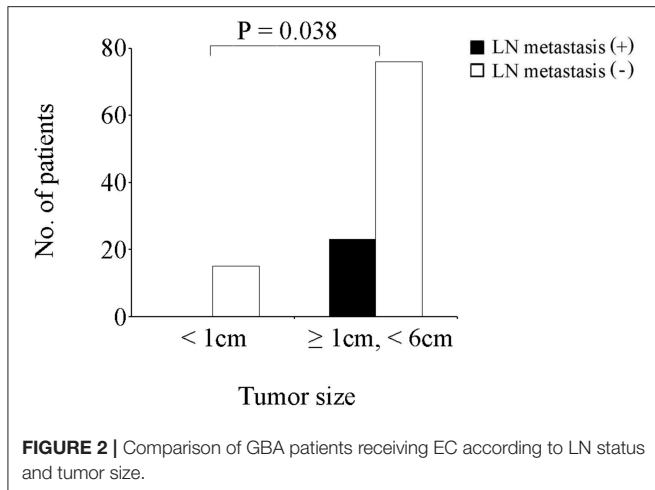 P = 0.038
LN metastasis (+)
LN metastasis (-)
No. of patients
80
60
40
20
0
< 1cm
≥ 1cm, < 6cm
Tumor size
FIGURE 2 | Comparison of GBA patients receiving EC according to LN status
and tumor size.